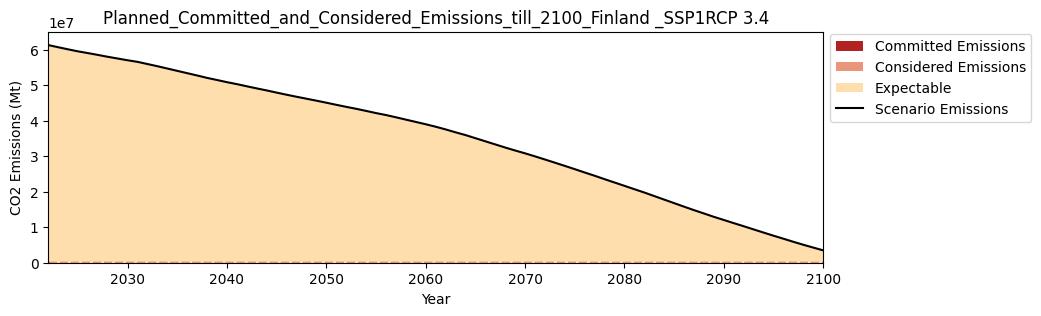 Planned_Committed_and_Considered_Emissions_till_2100_Finland _SSP1RCP 3.4
1e7
Committed Emissions
Considered Emissions
Expectable
Scenario Emissions
CO2 Emissions (Mt)
6
5
4
3
2
1
0
2030 2040 2050 2060 2070 2080 2090 2100
Year